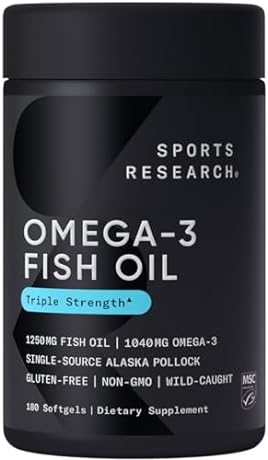 SPORTS
RESEARCH®
OMEGA-3
FISH OIL
Triple Strength▲
1250MG FISH OIL | 1040MG OMEGA-3
SINGLE-SOURCE ALASKA POLLOCK
GLUTEN-FREE | NON-GMO | WILD-CAUGHT
MSC
180 Softgels | Dietary Supplement